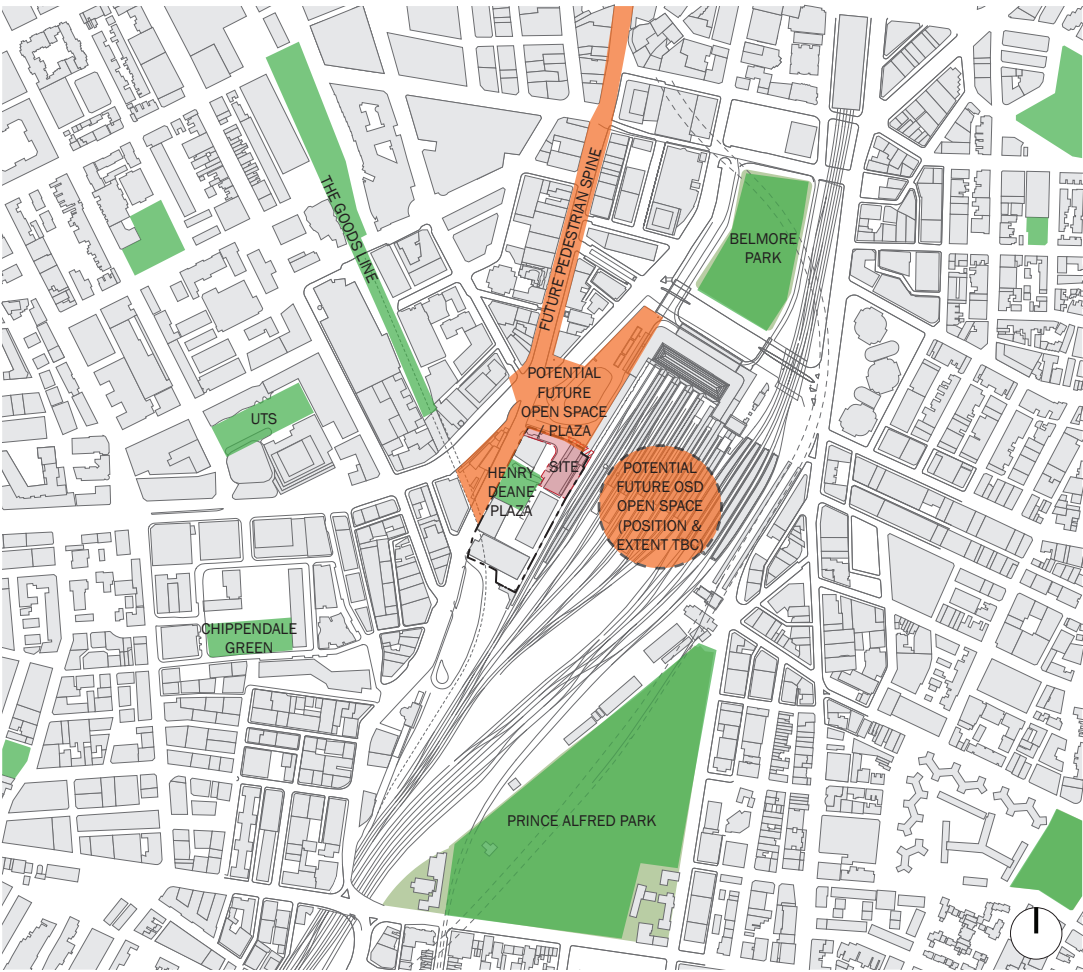 FUTURE PEDESTRIAN SPINE
THE GOODS LINE
BELMORE
PARK
POTENTIAL
FUTURE
OPEN SPACE
/ PLAZA
UTS
SITE
HENRY
DEANE
PLAZA
POTENTIAL
FUTURE OSD
OPEN SPACE
(POSITION &
EXTENT TBC)
CHIPPENDALE
GREEN
PRINCE ALFRED PARK